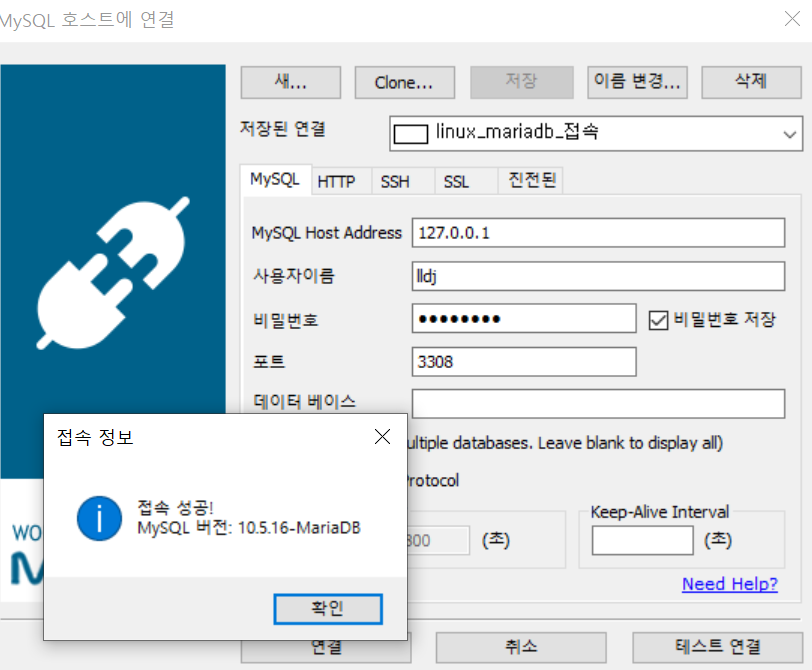 MySQL 호스트에 연결
새...
Clone...
저장
이름 변경...
삭제
저장된 연결
linux_mariadb_접속
MySQL
HTTP
SSH
SSL
진전된
MySQL Host Address
127.0.0.1
사용자이름
lldj
비밀번호
●●●●●●●●
비밀번호 저장
포트
3308
데이터 베이스
databases. Leave blank to display all)
접속 정보
접속 성공!
MySQL 버전: 10.5.16-MariaDB
확인
(초)
Keep-Alive Interval
(초)
Need Help?
연결
취소
테스트 연결